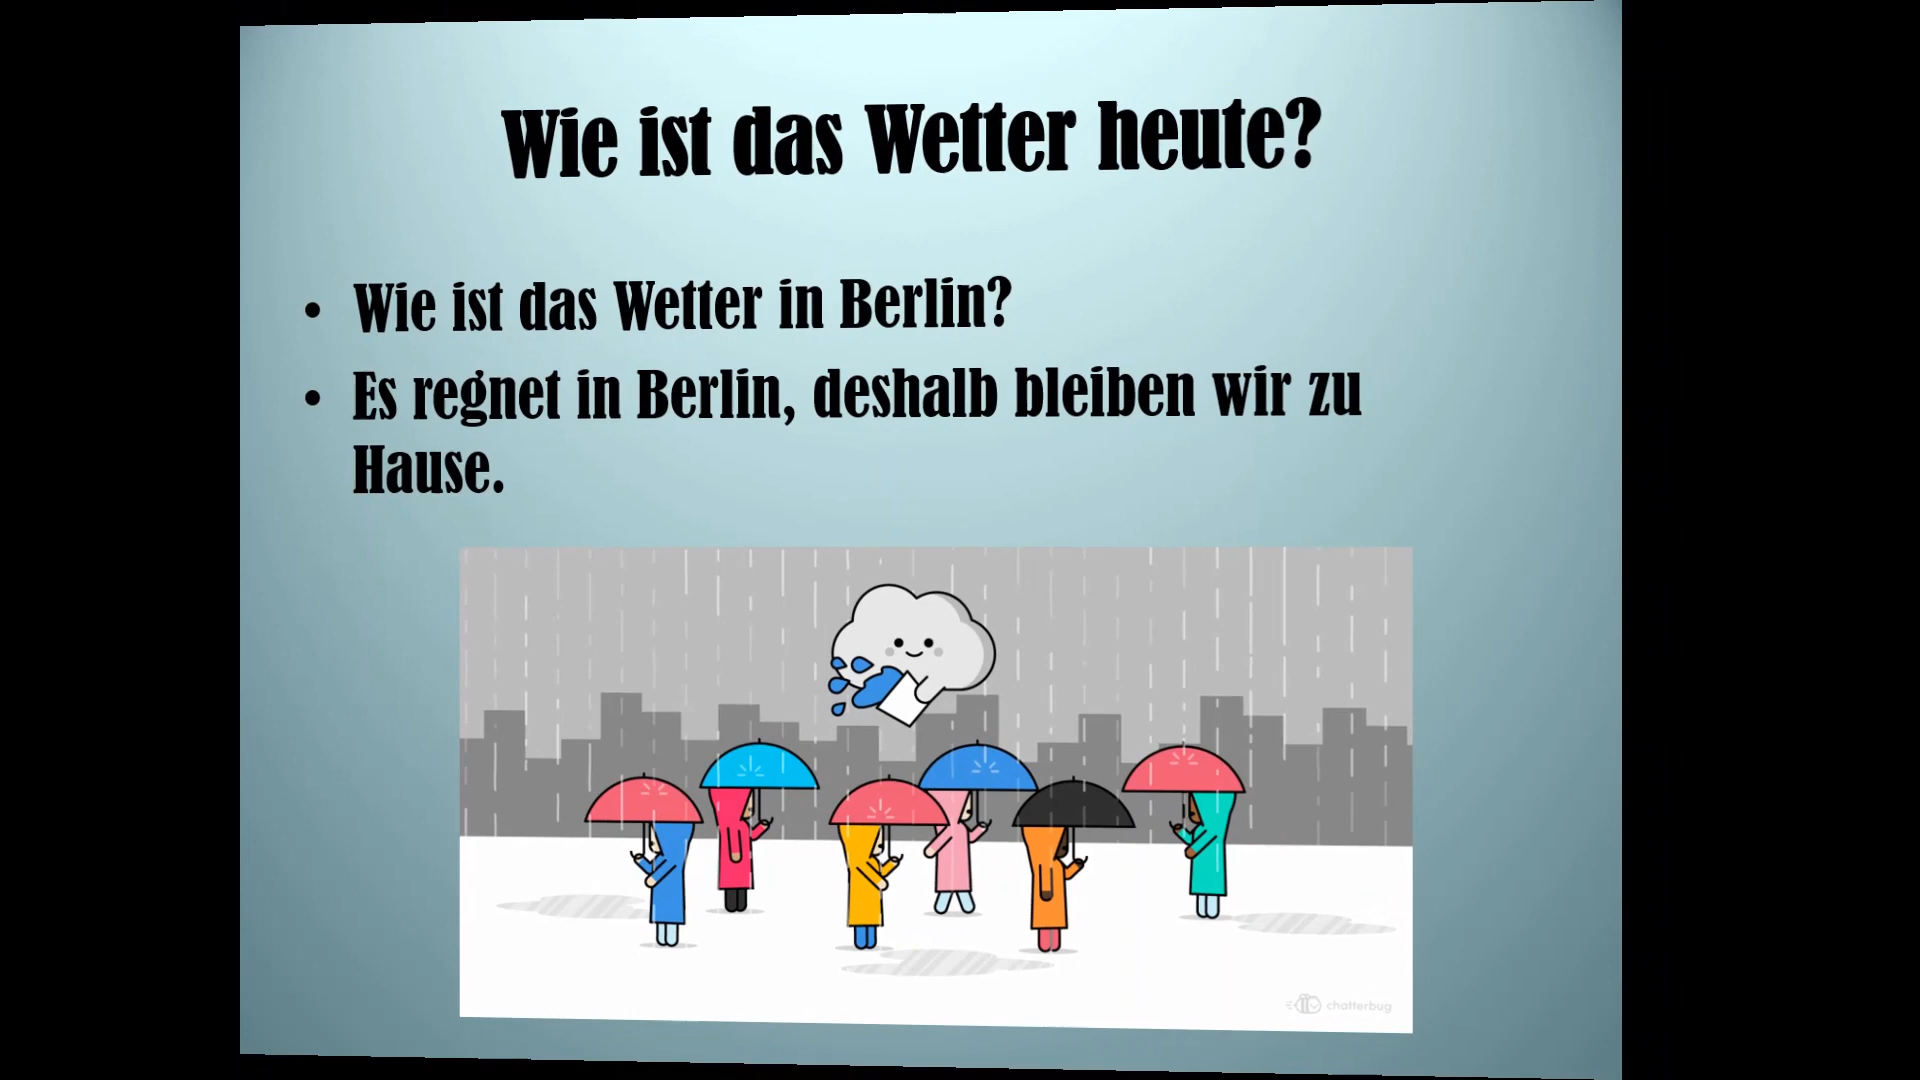 Wie ist das Wetter heute?
• Wie ist das Wetter in Berlin?
• Es regnet in Berlin, deshalb bleiben wir zu
Hause.
chatterbug